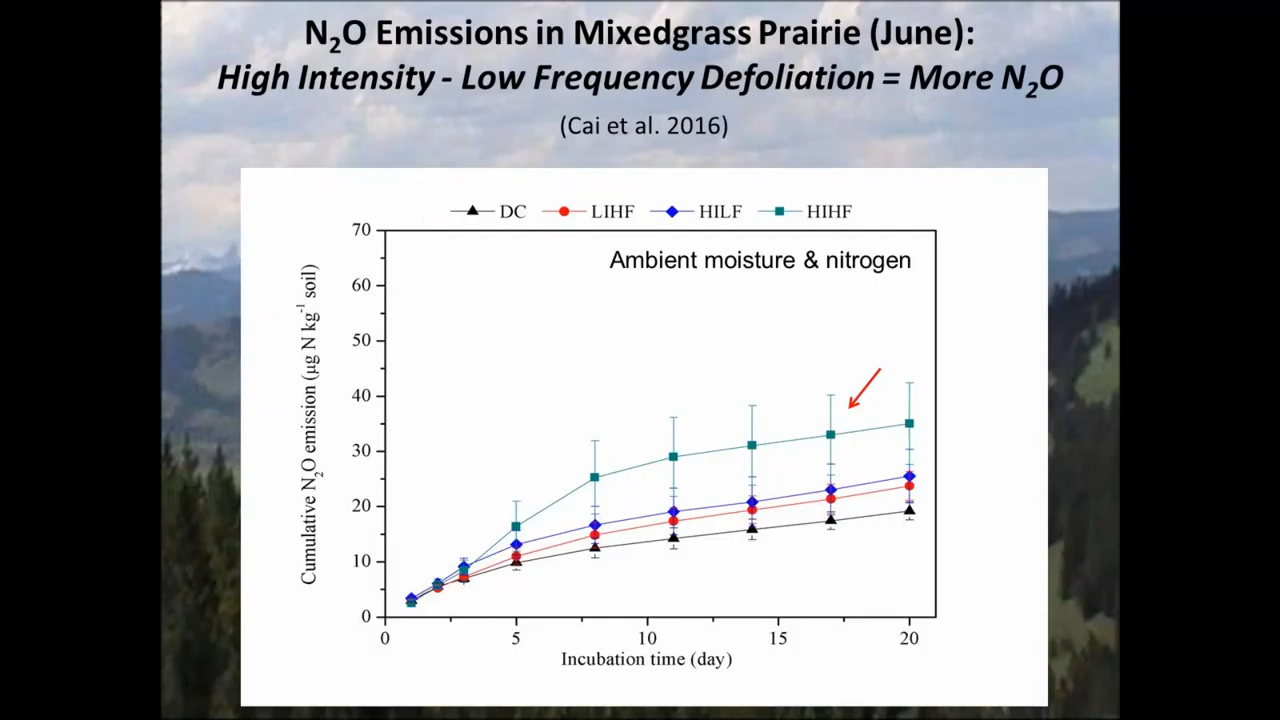 N₂O Emissions in Mixedgrass Prairie (June):
High Intensity - Low Frequency Defoliation = More N₂O
(Cai et al. 2016)
DC LIHF HILF HIHF
Ambient moisture & nitrogen
Cumulative N₂O emission (µg N kg⁻¹ soil)
70
60
50
40
30
20
10
0
0 5 10 15 20
Incubation time (day)